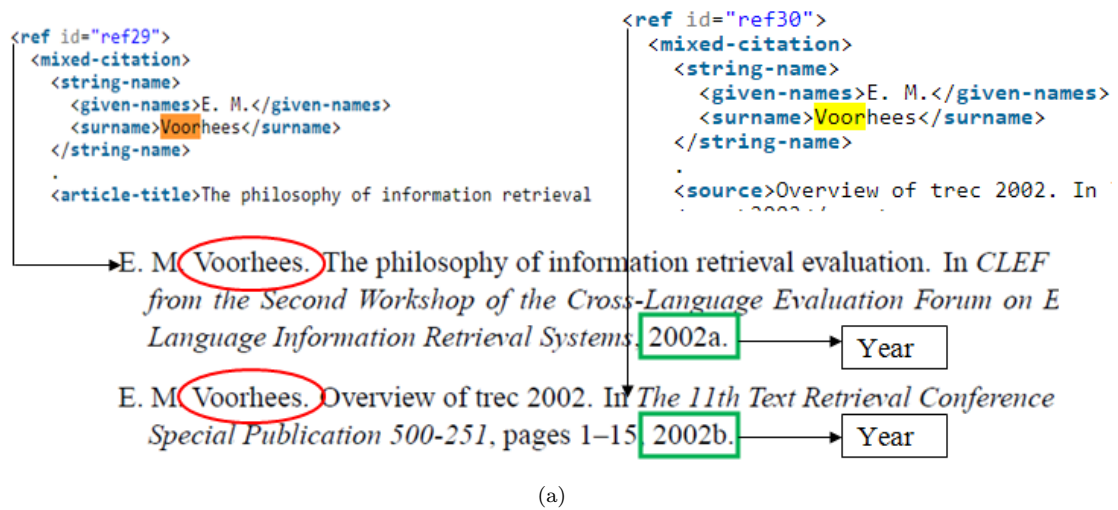 <ref id="ref29">
<mixed-citation>
<string-name>
<given-names>E. M.</given-names>
<surname>Voorhees</surname>
</string-name>
.
<article-title>The philosophy of information retrieval
<ref id="ref30">
<mixed-citation>
<string-name>
<given-names>E. M.</given-names>
<surname>Voorhees</surname>
</string-name>
.
<source>Overview of trec 2002. In
E. M. Voorhees. The philosophy of information retrieval evaluation. In CLEF
from the Second Workshop of the Cross-Language Evaluation Forum on E
Language Information Retrieval Systems, 2002a.
Year
E. M. Voorhees. Overview of trec 2002. In The 11th Text Retrieval Conference
Special Publication 500-251, pages 1–15, 2002b.
Year
(a)